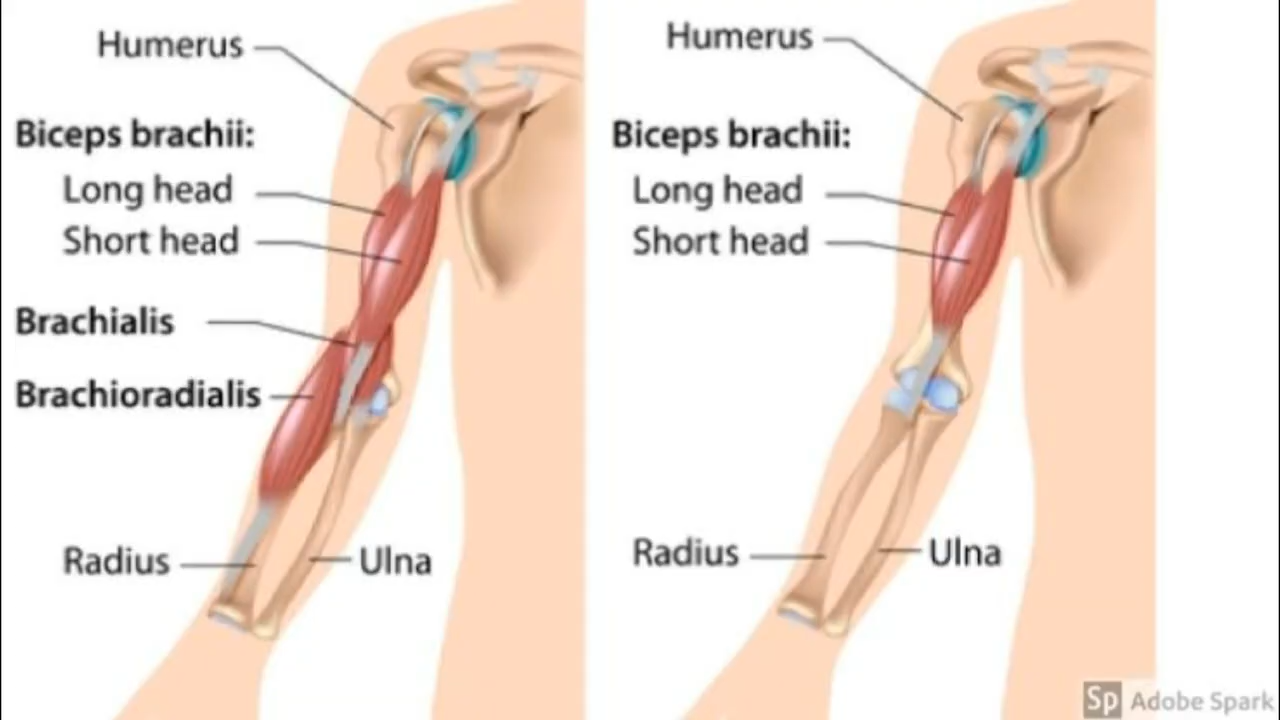 Humerus
Biceps brachii:
Long head
Short head
Brachialis
Brachioradialis
Radius
Ulna
Humerus
Biceps brachii:
Long head
Short head
Radius
Ulna
Sp Adobe Spark